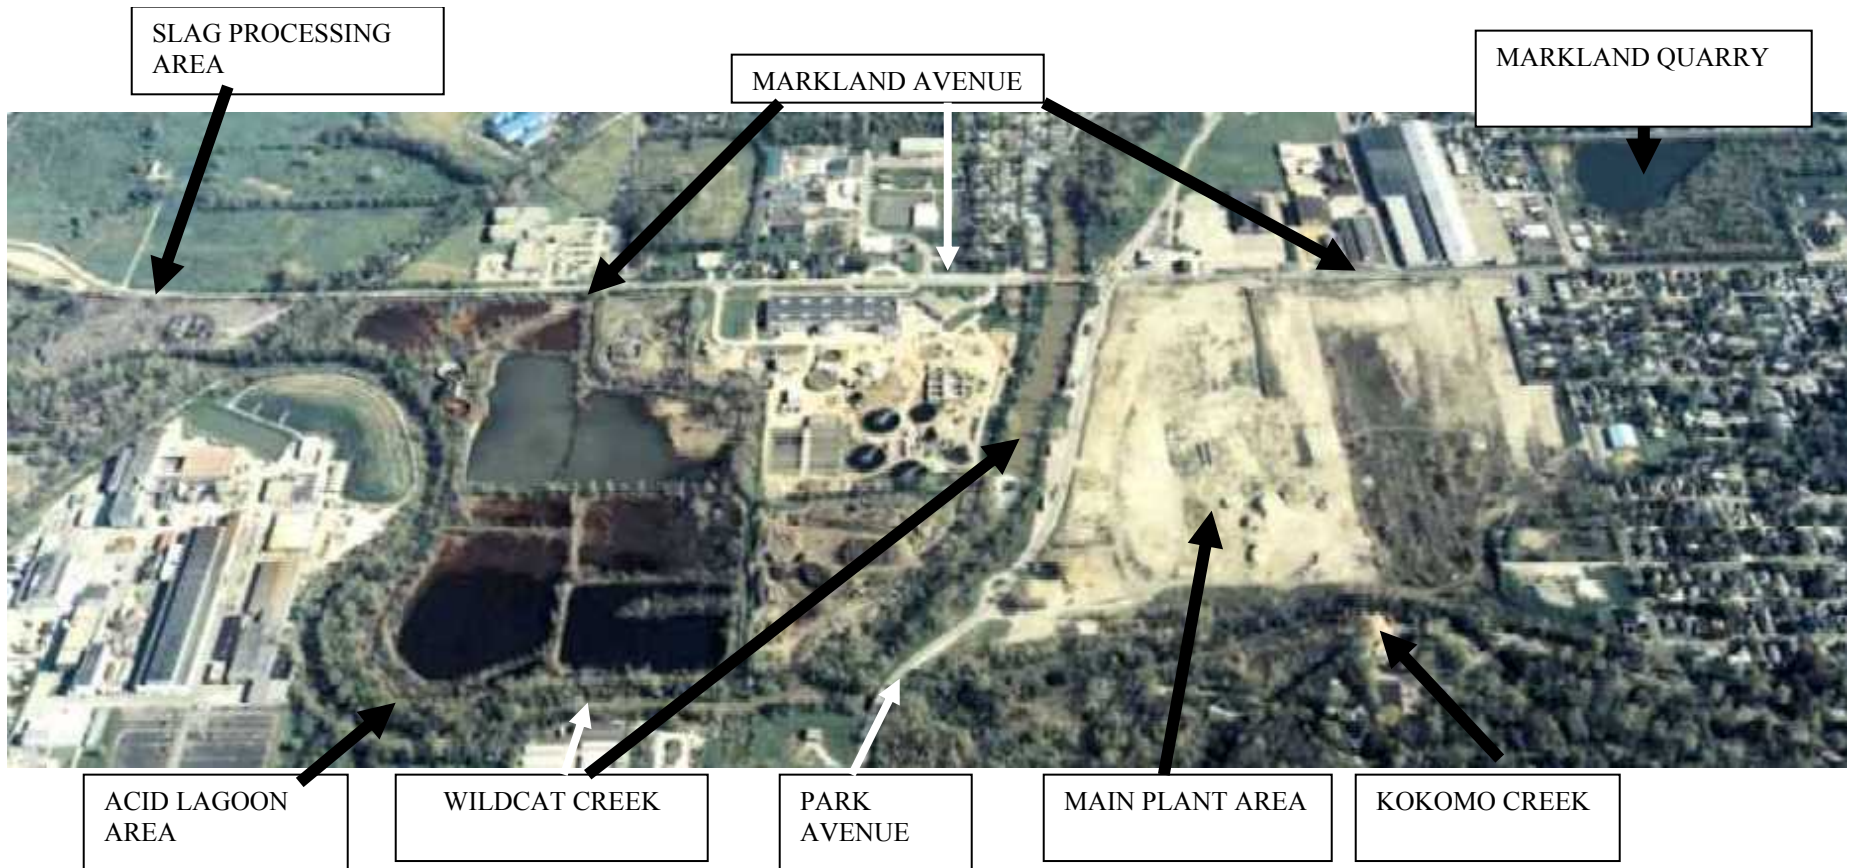 SLAG PROCESSING
AREA
MARKLAND AVENUE
MARKLAND QUARRY
ACID LAGOON
AREA
WILDCAT CREEK
PARK
AVENUE
MAIN PLANT AREA
KOKOMO CREEK